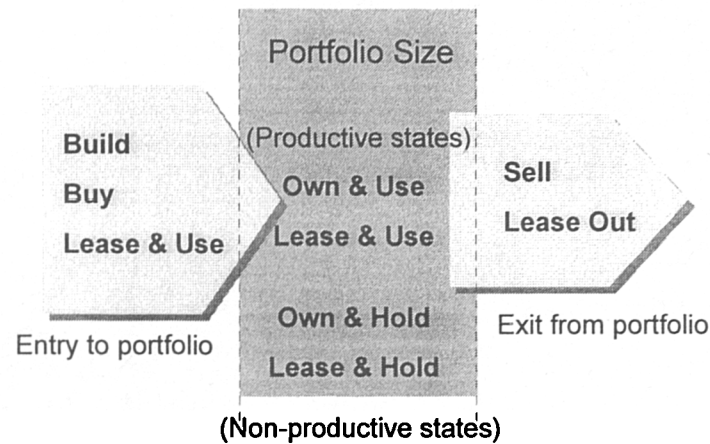 Portfolio Size
Build
Buy
Lease & Use
Entry to portfolio
(Productive states)
Own & Use
Lease & Use
Own & Hold
Lease & Hold
(Non-productive states)
Sell
Lease Out
Exit from portfolio